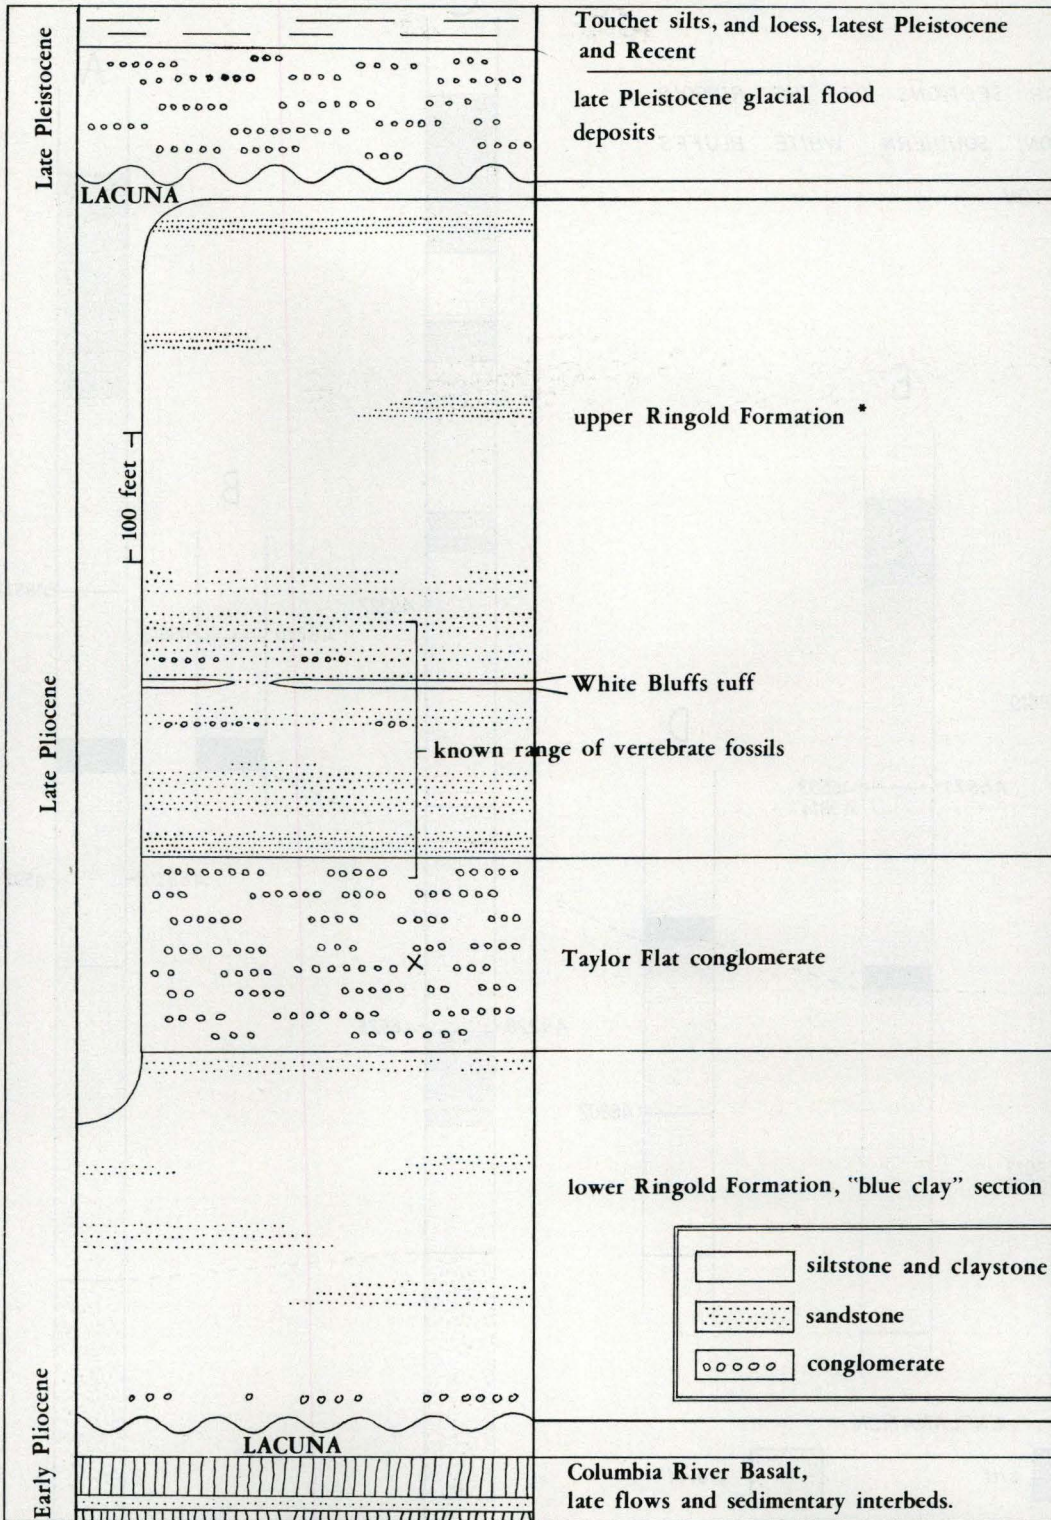 Late Pleistocene
Touchet silts, and loess, latest Pleistocene
and Recent
late Pleistocene glacial flood
deposits
LACUNA
Late Pliocene
100 feet
upper Ringold Formation *
White Bluffs tuff
known range of vertebrate fossils
X
Taylor Flat conglomerate
lower Ringold Formation, "blue clay" section
siltstone and claystone
sandstone
conglomerate
Early Pliocene
LACUNA
Columbia River Basalt,
late flows and sedimentary interbeds.